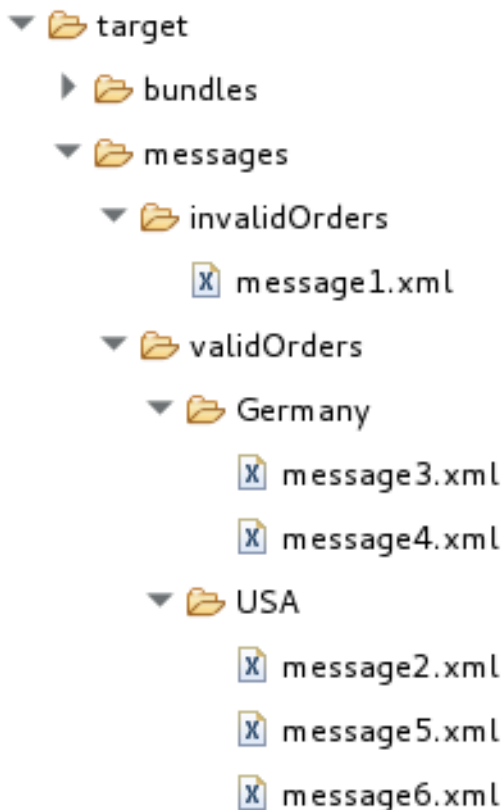 target
bundles
messages
invalidOrders
message1.xml
validOrders
Germany
message3.xml
message4.xml
USA
message2.xml
message5.xml
message6.xml